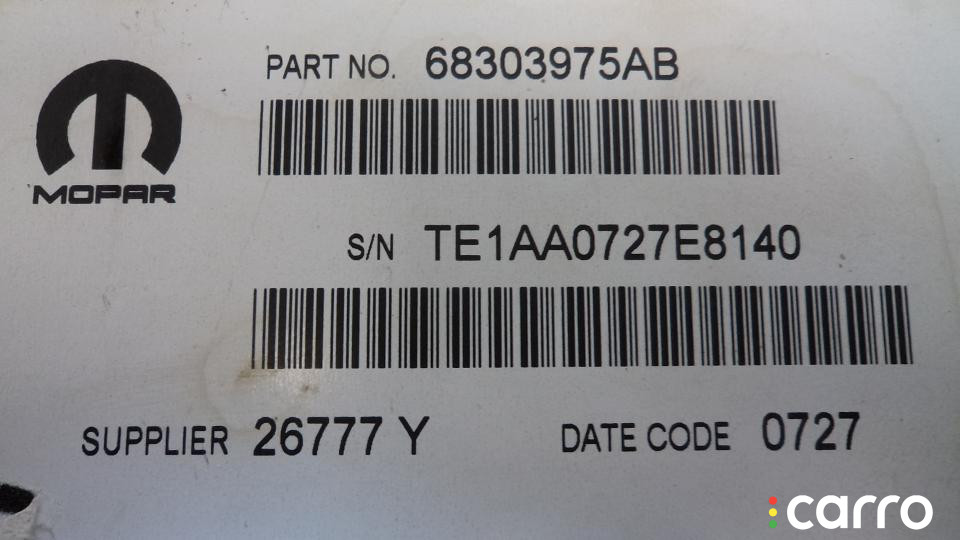 PART NO. 68303975AB
MOPAR
S/N TE1AA0727E8140
SUPPLIER 26777 Y
DATE CODE 0727
carro